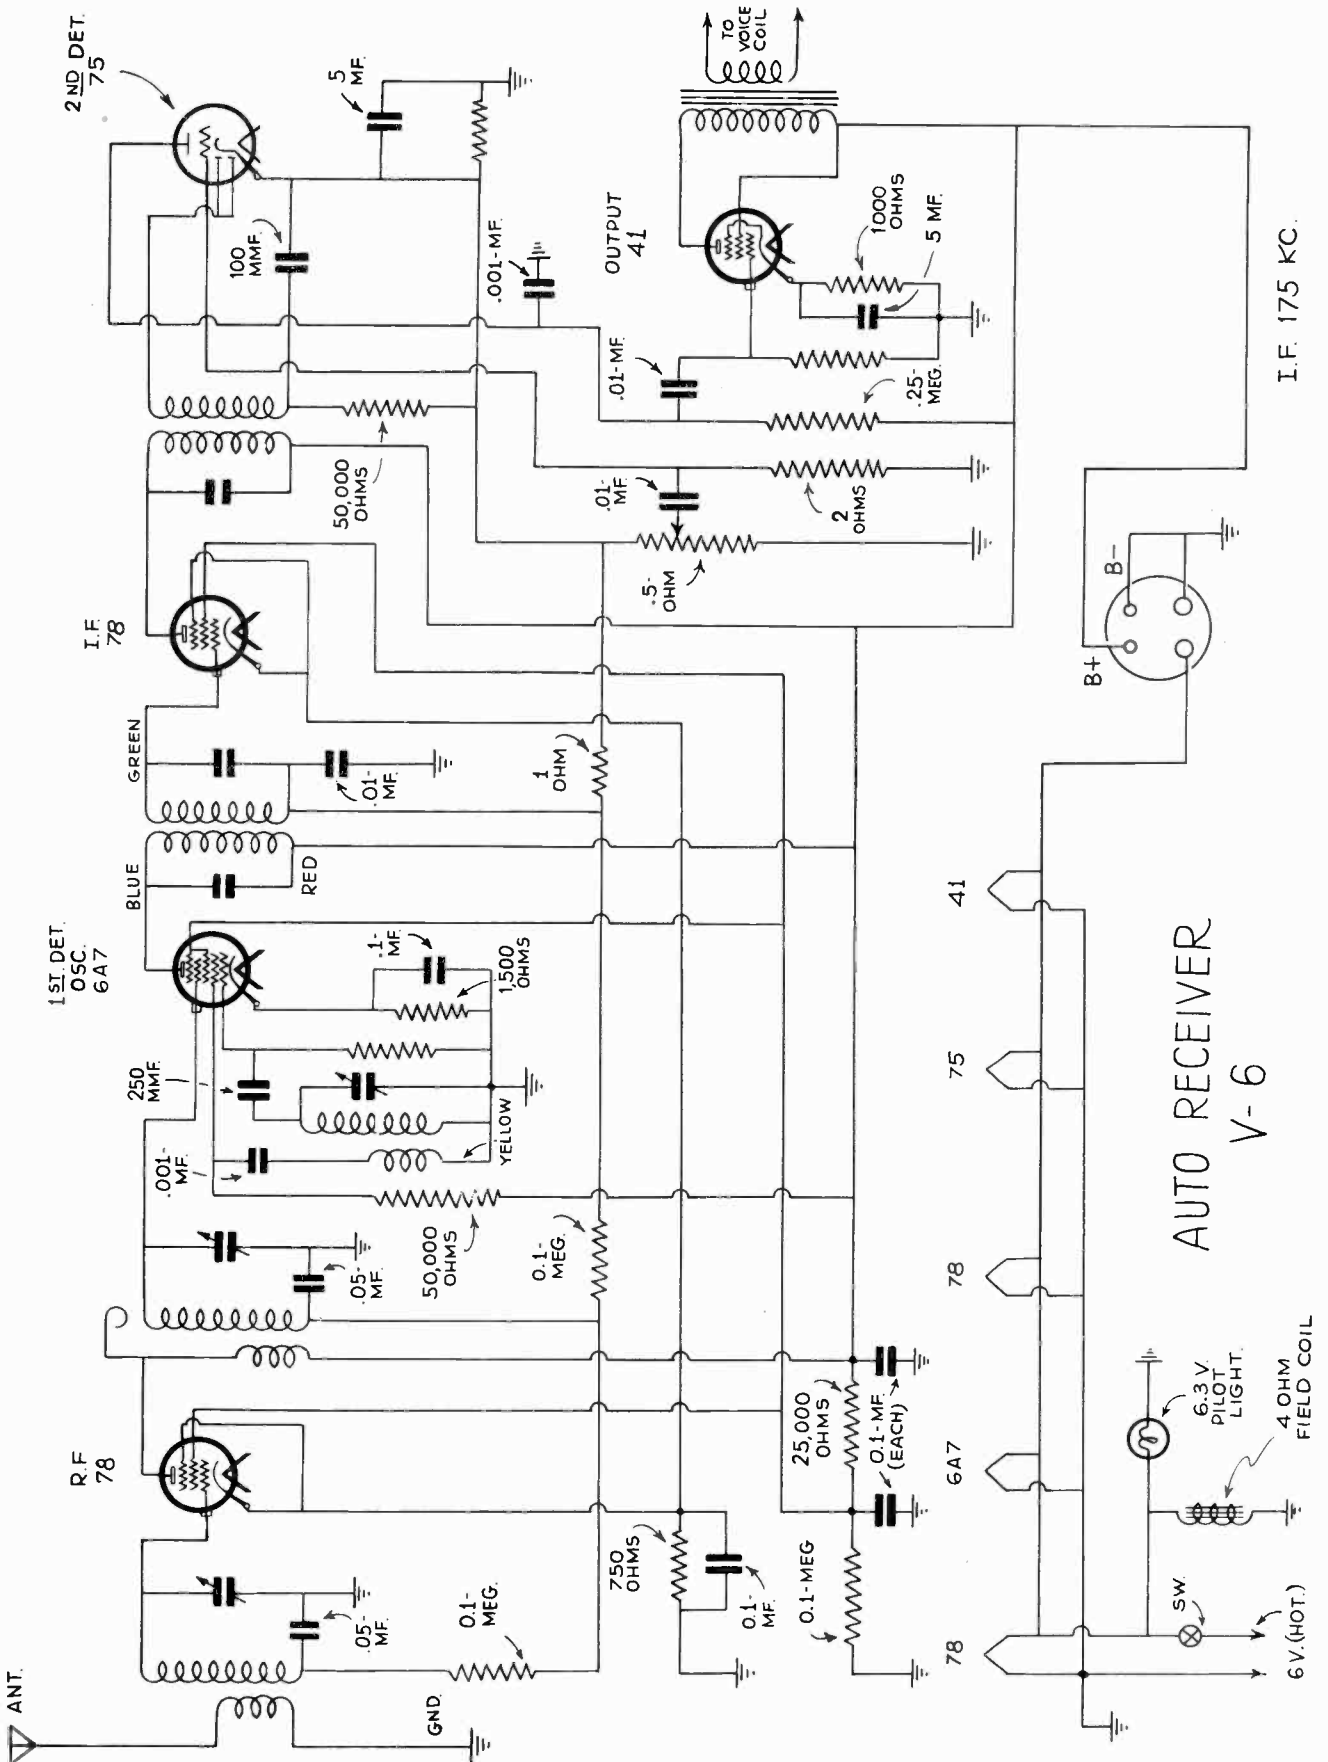 ANT.
GND.
R.F
78
.05-
MF.
0.1-
MEG.
750
OHMS
0.1-
MF.
0.1-MEG
25,000
OHMS
0.1-MF.
(EACH)
1ST. DET.
OSC.
6A7
.05-
MF.
.001-
MF.
250
MMF.
50,000
OHMS
YELLOW
.1-
MF.
1,500
OHMS
0.1-
MEG.
BLUE
RED
GREEN
.01-
MF.
1
OHM
I.F.
78
50,000
OHMS
2ND DET.
75
100
MMF.
5
MF.
.001-MF.
.01-MF.
.01-
MF.
.5-
OHM
2
OHMS
.25-
MEG.
OUTPUT
41
1000
OHMS
5 MF.
TO
VOICE
COIL
78
6A7
78
75
41
B+
B-
SW.
6V.(HOT.)
6.3 V.
PILOT
LIGHT.
4 OHM
FIELD COIL
AUTO RECEIVER
V-6
I.F. 175 KC.